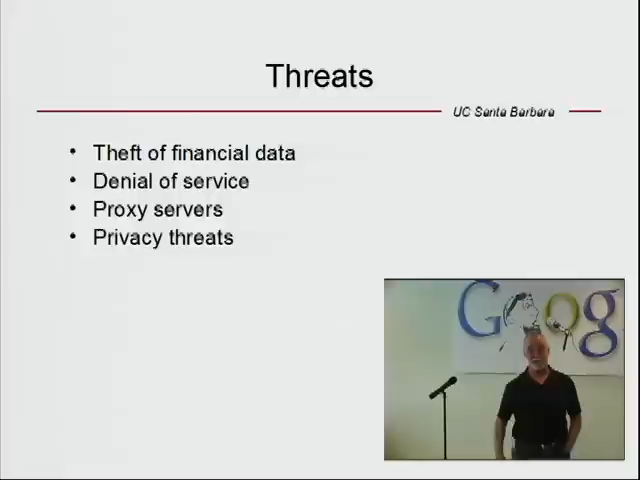 Threats
UC Santa Barbara
• Theft of financial data
• Denial of service
• Proxy servers
• Privacy threats
Goog